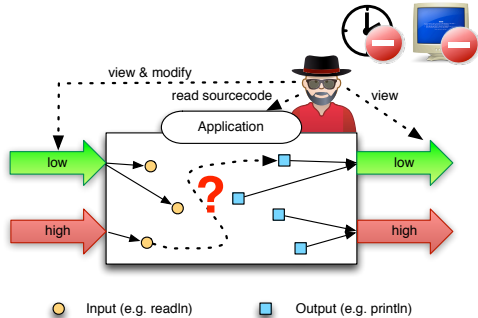 view & modify
read sourcecode
view
Application
low
low
?
high
high
Input (e.g. readln)
Output (e.g. println)